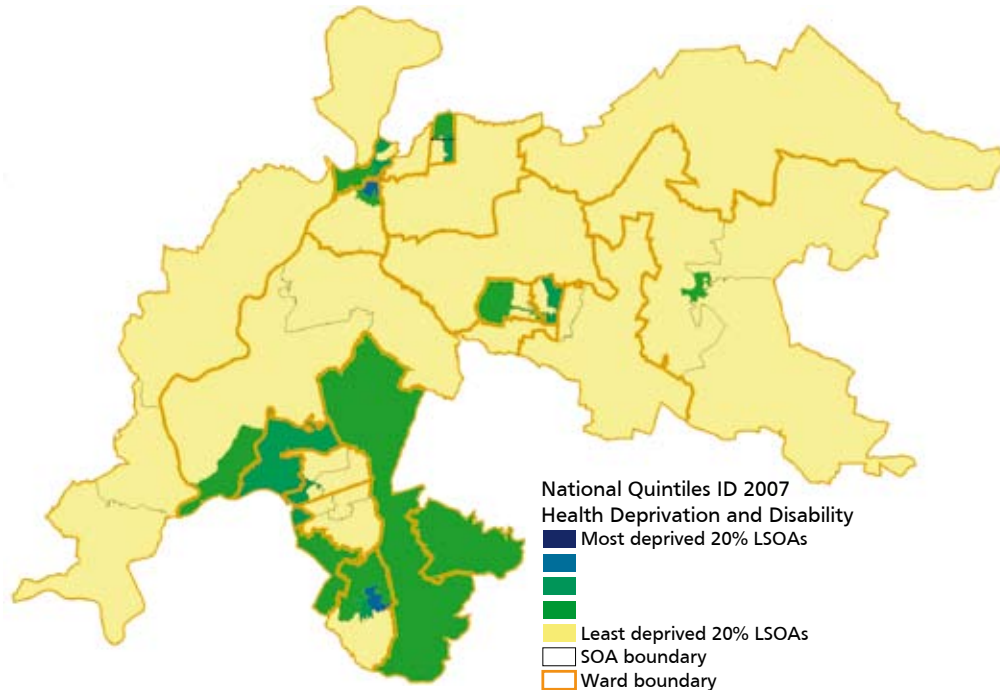 National Quintiles ID 2007
Health Deprivation and Disability
Most deprived 20% LSOAs
Least deprived 20% LSOAs
SOA boundary
Ward boundary